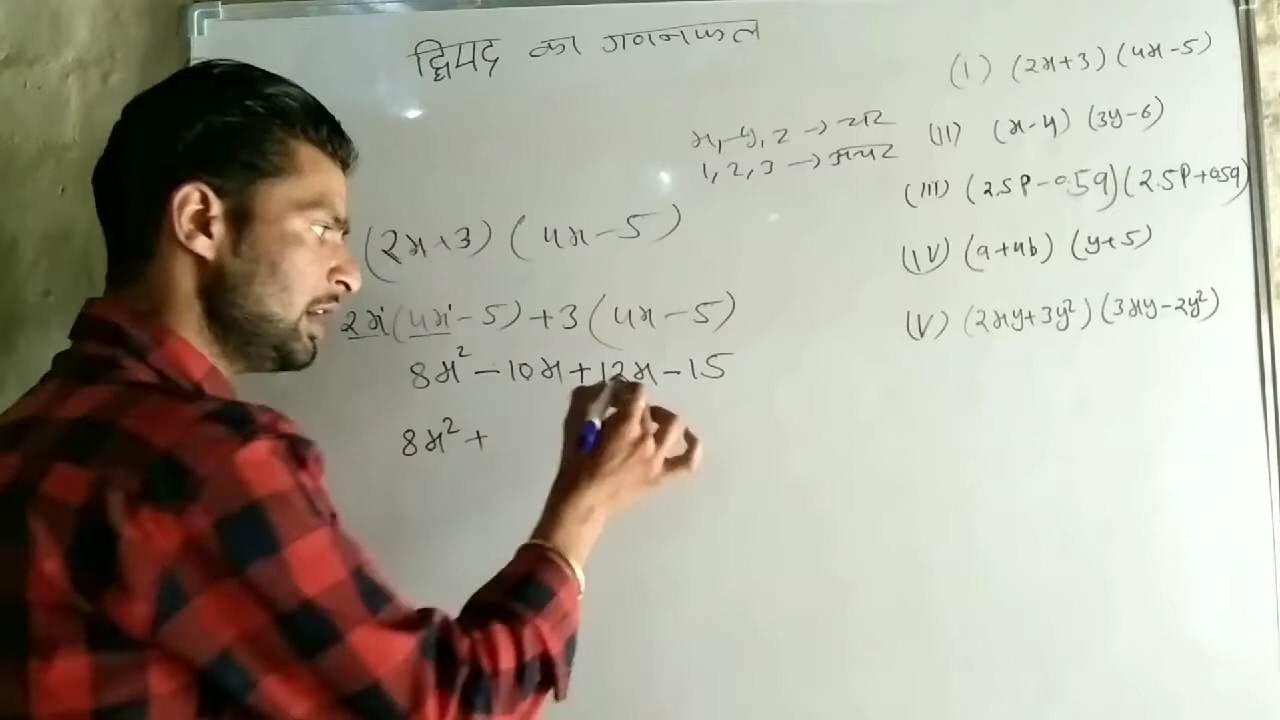 द्विपद का गुणनफल
x, y, z → चर
1, 2, 3 → अचर
(2x+3) (4x-5)
2x(4x-5)+3(4x-5)
8x² -10x+12x-15
8x² +
(I) (2x+3) (4x-5)
(II) (x-y) (3y-6)
(III) (2.5P-0.5q)(2.5P+0.5q)
(IV) (a+4b) (y+5)
(V) (2xy+3y²) (3xy-2y²)